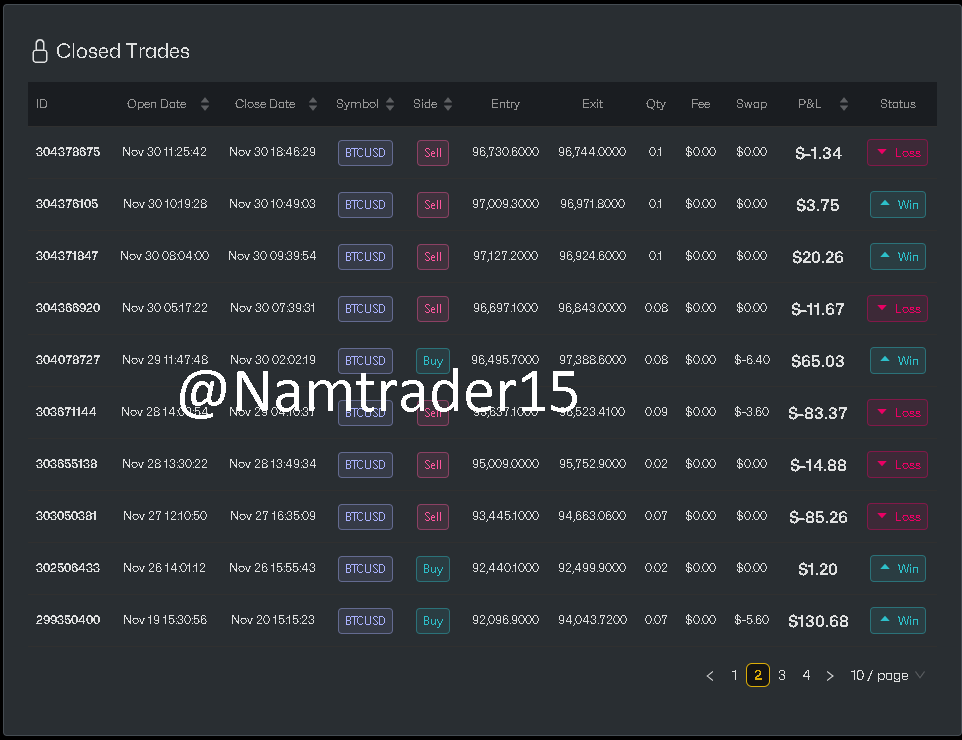 Closed Trades
ID Open Date Close Date Symbol Side Entry Exit Qty Fee Swap P&L Status
304378675 Nov 30 11:25:42 Nov 30 18:46:29 BTCUSD Sell 96,730.6000 96,744.0000 0.1 $0.00 $0.00 $-1.34 Loss
304376105 Nov 30 10:19:28 Nov 30 10:49:03 BTCUSD Sell 97,009.3000 96,971.8000 0.1 $0.00 $0.00 $3.75 Win
304371847 Nov 30 08:04:00 Nov 30 09:39:54 BTCUSD Sell 97,127.2000 96,924.6000 0.1 $0.00 $0.00 $20.26 Win
304366920 Nov 30 05:17:22 Nov 30 07:39:31 BTCUSD Sell 96,697.1000 96,843.0000 0.08 $0.00 $0.00 $-11.67 Loss
304078727 Nov 29 11:47:48 Nov 30 02:02:19 BTCUSD Buy 96,495.7000 97,388.6000 0.08 $0.00 $-6.40 $65.03 Win
@Namtrader15
303671144 Nov 28 Nov 29 BTCUSD Sell 0.09 $0.00 $-3.60 $-83.37 Loss
303655138 Nov 28 13:30:22 Nov 28 13:49:34 BTCUSD Sell 95,009.0000 95,752.9000 0.02 $0.00 $0.00 $-14.88 Loss
303050381 Nov 27 12:10:50 Nov 27 16:35:09 BTCUSD Sell 93,445.1000 94,663.0600 0.07 $0.00 $0.00 $-85.26 Loss
302506433 Nov 26 14:01:12 Nov 26 15:55:43 BTCUSD Buy 92,440.1000 92,499.9000 0.02 $0.00 $0.00 $1.20 Win
299350400 Nov 19 15:30:56 Nov 20 15:15:23 BTCUSD Buy 92,096.9000 94,043.7200 0.07 $0.00 $-5.60 $130.68 Win
< 1 2 3 4 > 10 / page